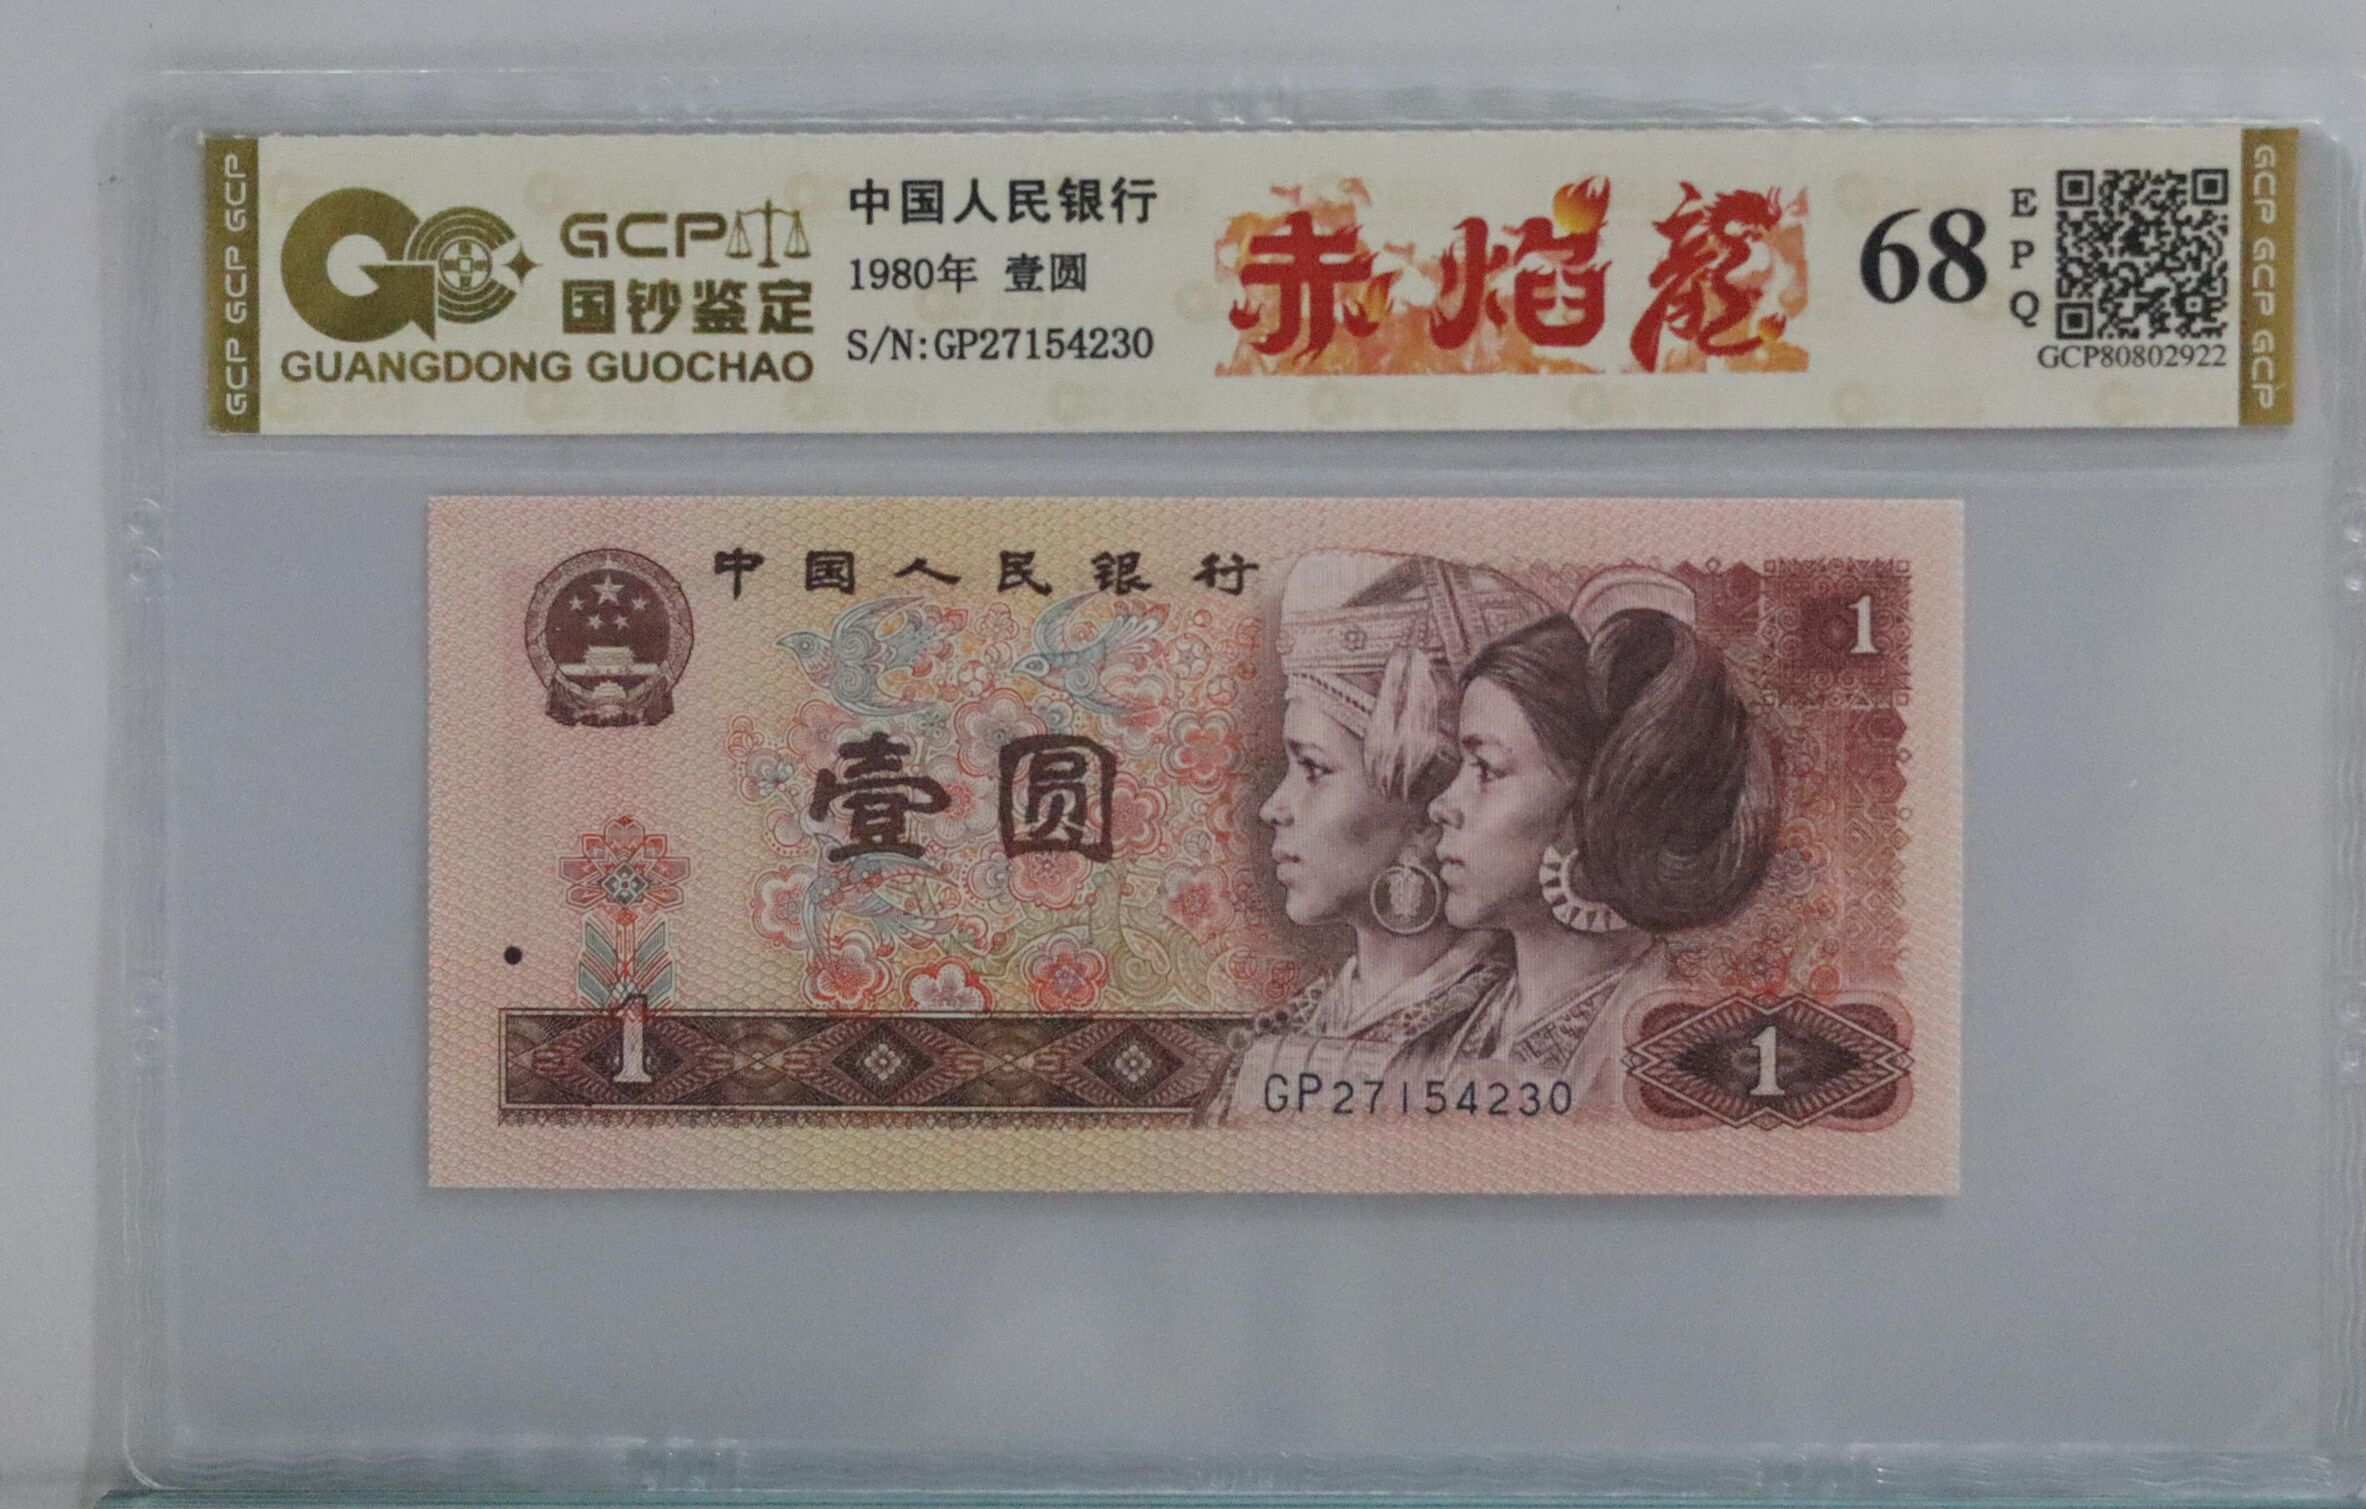 GCP GCP GCP
GCP
国钞鉴定
GUANGDONG GUOCHAO
中国人民银行
1980年 壹圆
S/N:GP27154230
赤焰龍
68
EPQ
GCP80802922
GCP GCP GCP
中国人民银行
1
壹圆
1
1
GP27154230